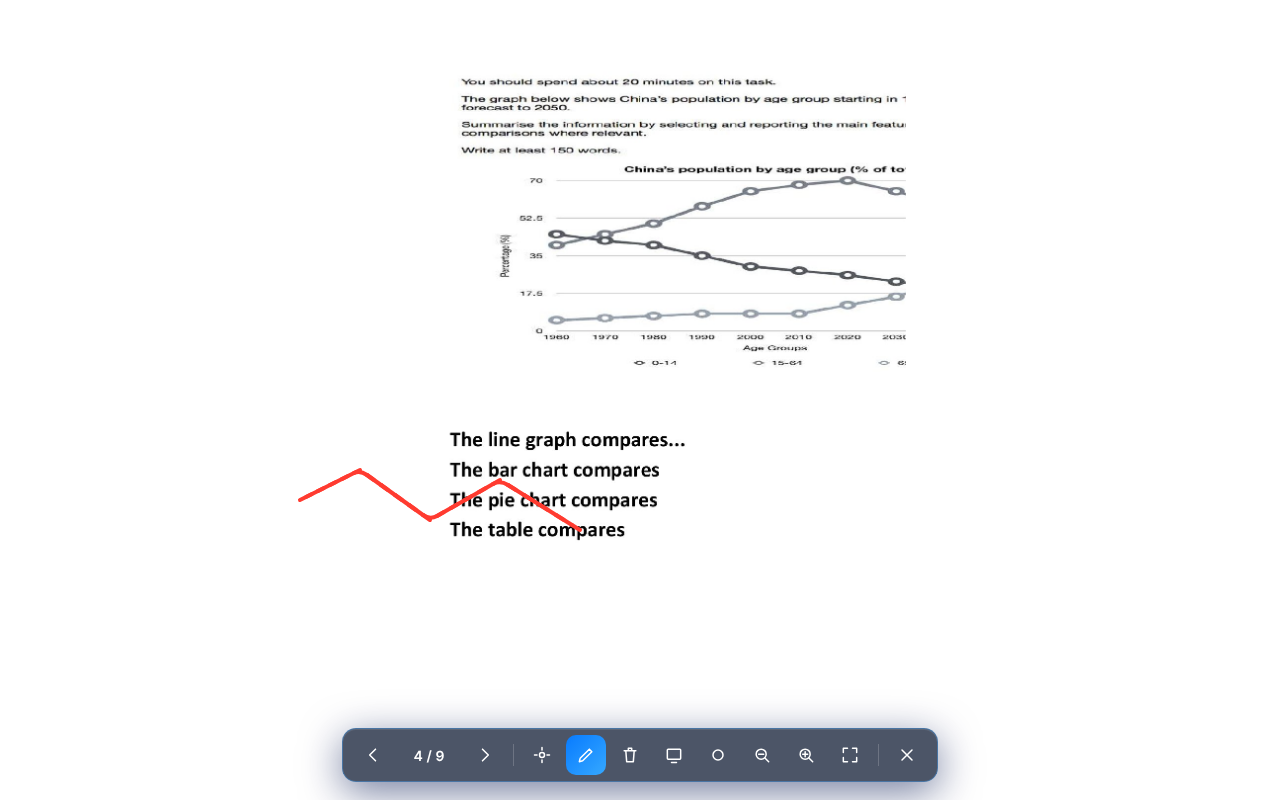 You should spend about 20 minutes on this task.
The graph below shows China's population by age group starting in
forecast to 2050.
Summarise the information by selecting and reporting the main
comparisons where relevant.
Write at least 150 words.
China's population by age group (% of
70
52.5
35
17.5
0
Percentage (%)
1960 1970 1980 1990 2000 2010 2020
Age Groups
0-14 15-64
The line graph compares...
The bar chart compares
The pie chart compares
The table compares
4 / 9